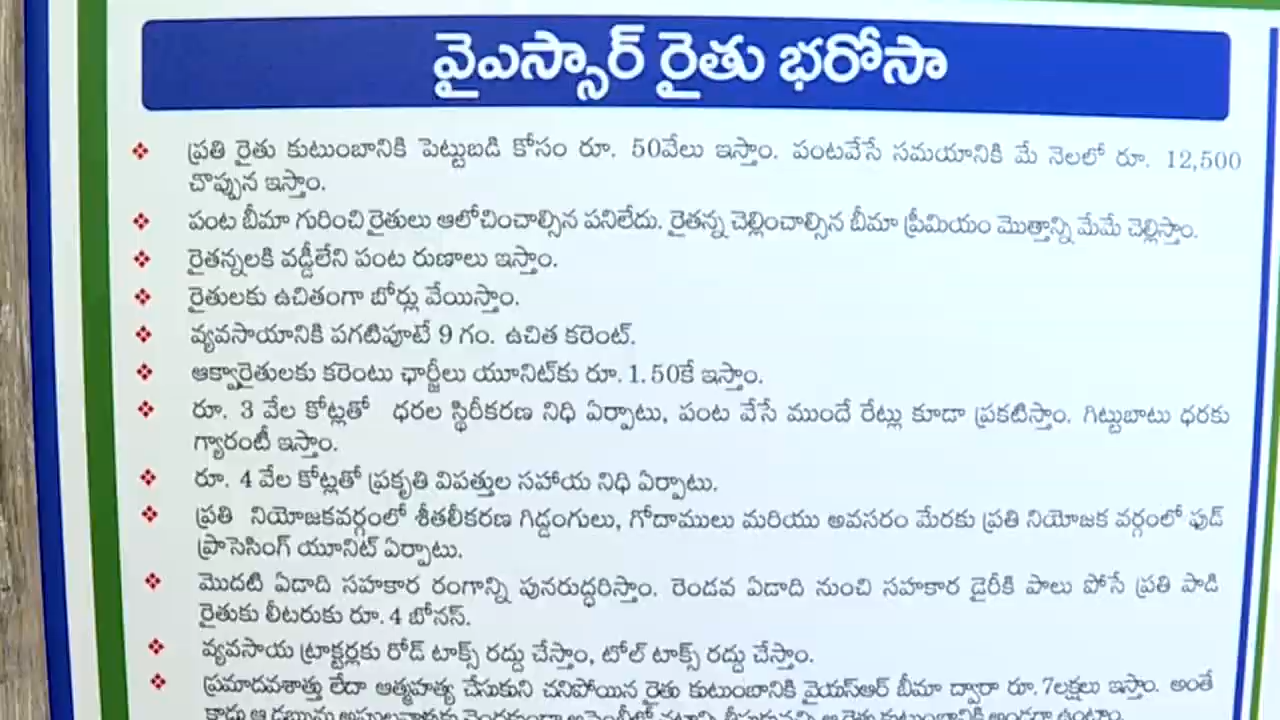 వైఎస్సార్ రైతు భరోసా
ప్రతి రైతు కుటుంబానికి పెట్టుబడి కోసం రూ. 50వేలు ఇస్తాం. పంటవేసే సమయానికి మే నెలలో రూ. 12,500
చొప్పున ఇస్తాం.
పంట బీమా గురించి రైతులు ఆలోచించాల్సిన పనిలేదు. రైతన్న చెల్లించాల్సిన బీమా ప్రీమియం మొత్తాన్ని మేమే చెల్లిస్తాం.
రైతన్నలకి వడ్డీలేని పంట రుణాలు ఇస్తాం.
రైతులకు ఉచితంగా బోర్లు వేయిస్తాం.
వ్యవసాయానికి పగటిపూటే 9 గం. ఉచిత కరెంట్.
ఆక్వారైతులకు కరెంటు ఛార్జీలు యూనిట్‌కు రూ. 1.50కే ఇస్తాం.
రూ. 3 వేల కోట్లతో ధరల స్థిరీకరణ నిధి ఏర్పాటు, పంట వేసే ముందే రేట్లు కూడా ప్రకటిస్తాం. గిట్టుబాటు ధరకు
గ్యారంటీ ఇస్తాం.
రూ. 4 వేల కోట్లతో ప్రకృతి విపత్తుల సహాయ నిధి ఏర్పాటు.
ప్రతి నియోజకవర్గంలో శీతలీకరణ గిడ్డంగులు, గోదాములు మరియు అవసరం మేరకు ప్రతి నియోజక వర్గంలో ఫుడ్
ప్రాసెసింగ్ యూనిట్ ఏర్పాటు.
మొదటి ఏడాది సహకార రంగాన్ని పునరుద్ధరిస్తాం. రెండవ ఏడాది నుంచి సహకార డైరీకి పాలు పోసే ప్రతి పాడి
రైతుకు లీటరుకు రూ. 4 బోనస్.
వ్యవసాయ ట్రాక్టర్లకు రోడ్ టాక్స్ రద్దు చేస్తాం, టోల్ టాక్స్ రద్దు చేస్తాం.
ప్రమాదవశాత్తు లేదా ఆత్మహత్య చేసుకుని చనిపోయిన రైతు కుటుంబానికి వైయస్ఆర్ బీమా ద్వారా రూ. 7లక్షలు ఇస్తాం. అంతే